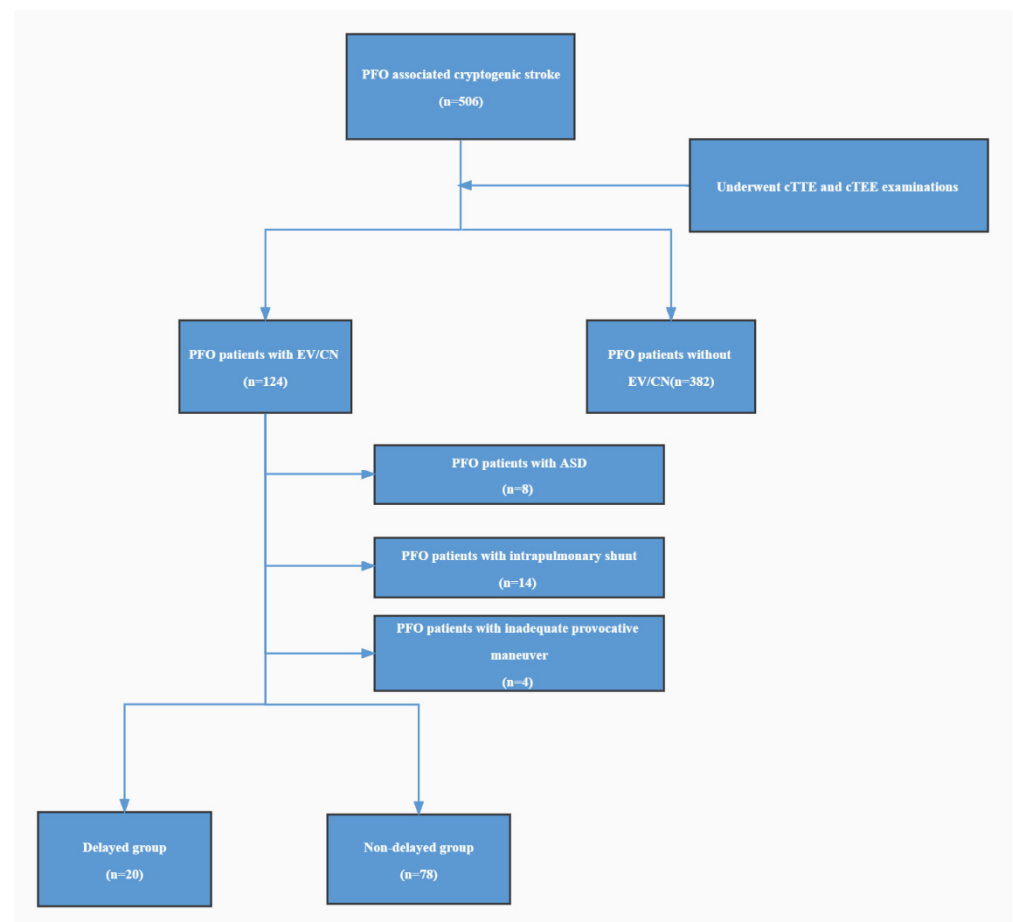 PFO associated cryptogenic stroke
(n=506)
Underwent cTTE and cTEE examinations
PFO patients with EV/CN
(n=124)
PFO patients without
EV/CN(n=382)
PFO patients with ASD
(n=8)
PFO patients with intrapulmonary shunt
(n=14)
PFO patients with inadequate provocative
maneuver
(n=4)
Delayed group
(n=20)
Non-delayed group
(n=78)